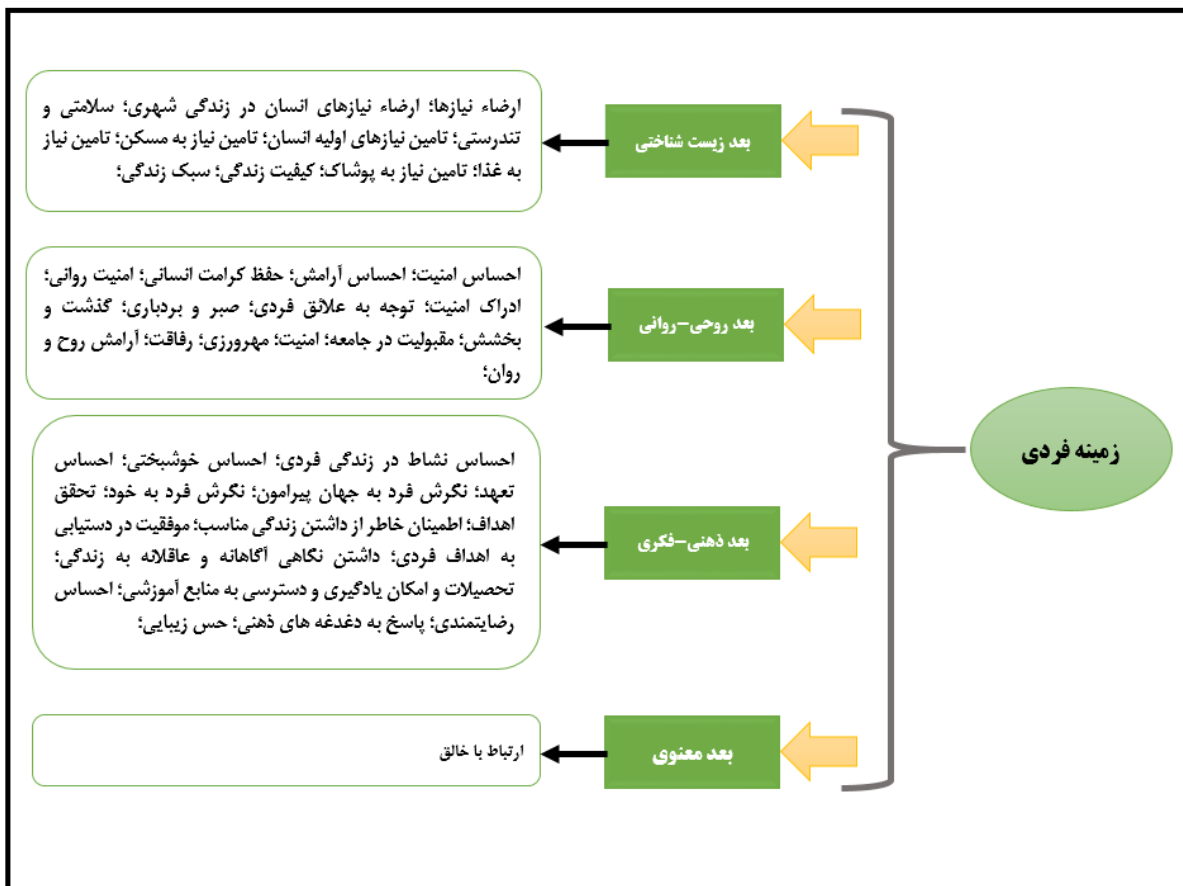 زمینه فردی
بعد زیست شناختی
ارضاء نیازها؛ ارضاء نیازهای انسان در زندگی شهری؛ سلامتی و
تندرستی؛ تامین نیازهای اولیه انسان؛ تامین نیاز به مسکن؛ تامین نیاز
به غذا؛ تامین نیاز به پوشاک؛ کیفیت زندگی؛ سبک زندگی؛
بعد روحی-روانی
احساس امنیت؛ احساس آرامش؛ حفظ کرامت انسانی؛ امنیت روانی؛
ادراک امنیت؛ توجه به علائق فردی؛ صبر و بردباری؛ گذشت و
بخشش؛ مقبولیت در جامعه؛ امنیت؛ مهرورزی؛ رفاقت؛ آرامش روح و
روان؛
بعد ذهنی-فکری
احساس نشاط در زندگی فردی؛ احساس خوشبختی؛ احساس
تعهد؛ نگرش فرد به جهان پیرامون؛ نگرش فرد به خود؛ تحقق
اهداف؛ اطمینان خاطر از داشتن زندگی مناسب؛ موفقیت در دستیابی
به اهداف فردی؛ داشتن نگاهی آگاهانه و عاقلانه به زندگی؛
تحصیلات و امکان یادگیری و دسترسی به منابع آموزشی؛ احساس
رضایتمندی؛ پاسخ به دغدغه های ذهنی؛ حس زیبایی؛
بعد معنوی
ارتباط با خالق